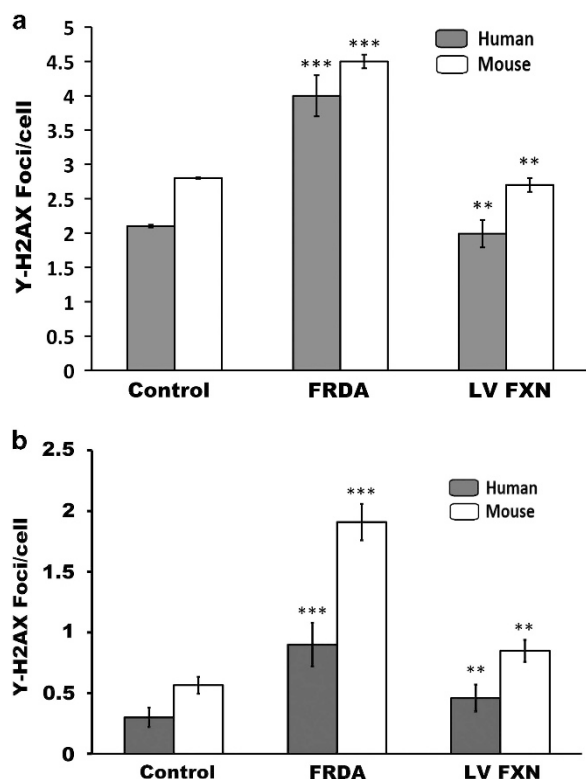 a
Human
Mouse
Y-H2AX Foci/cell
5
4.5
4
3.5
3
2.5
2
1.5
1
0.5
0
***
***
**
**
Control FRDA LV FXN
b
Human
Mouse
Y-H2AX Foci/cell
2.5
2
1.5
1
0.5
0
***
***
**
**
Control FRDA LV FXN